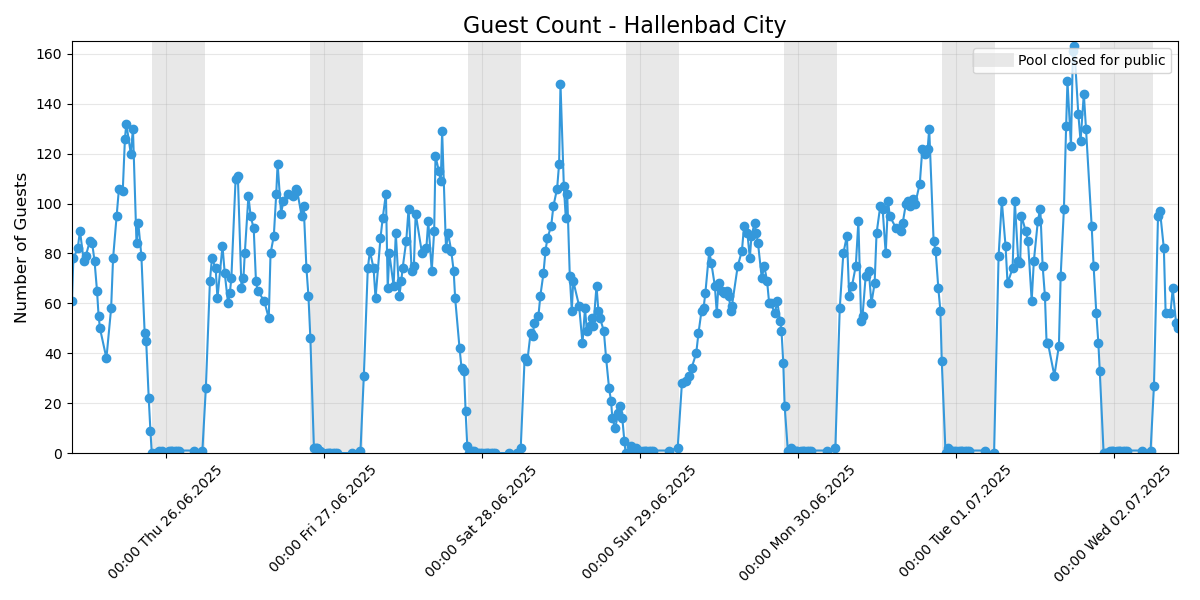 Guest Count - Hallenbad City
Pool closed for public
Number of Guests
160
140
120
100
80
60
40
20
0
00:00 Thu 26.06.2025
00:00 Fri 27.06.2025
00:00 Sat 28.06.2025
00:00 Sun 29.06.2025
00:00 Mon 30.06.2025
00:00 Tue 01.07.2025
00:00 Wed 02.07.2025